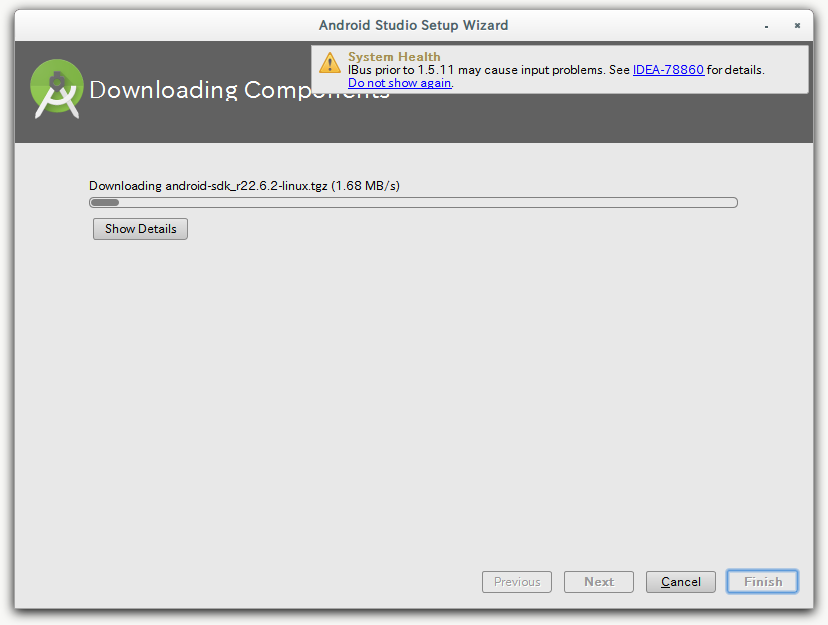 Android Studio Setup Wizard
System Health
IBus prior to 1.5.11 may cause input problems. See IDEA-78860 for details.
Do not show again.
Downloading Components
Downloading android-sdk_r22.6.2-linux.tgz (1.68 MB/s)
Show Details
Previous
Next
Cancel
Finish